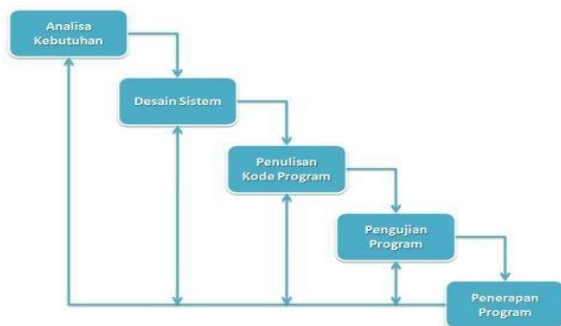 Analisa
Kebutuhan
Desain Sistem
Penulisan
Kode Program
Pengujian
Program
Penerapan
Program